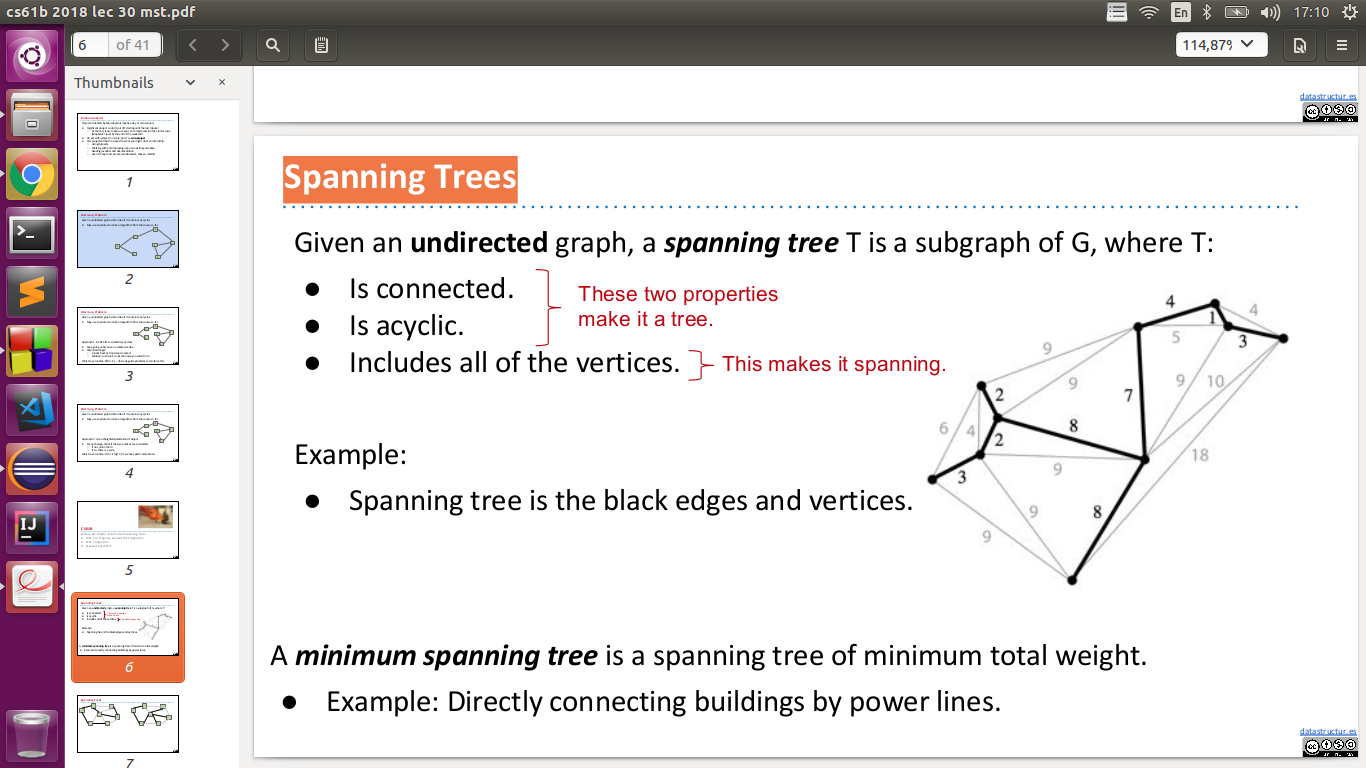 cs61b 2018 lec 30 mst.pdf
En
17:10
6
of 41
114,87%
Thumbnails
1
2
3
4
5
6
7
datastructur.es
Spanning Trees
Given an undirected graph, a spanning tree T is a subgraph of G, where T:
● Is connected.
● Is acyclic.
These two properties
make it a tree.
● Includes all of the vertices.
This makes it spanning.
Example:
● Spanning tree is the black edges and vertices.
4
1
4
5
3
9
9
7
9
10
2
6
4
8
2
9
18
3
9
8
9
A minimum spanning tree is a spanning tree of minimum total weight.
● Example: Directly connecting buildings by power lines.
datastructur.es